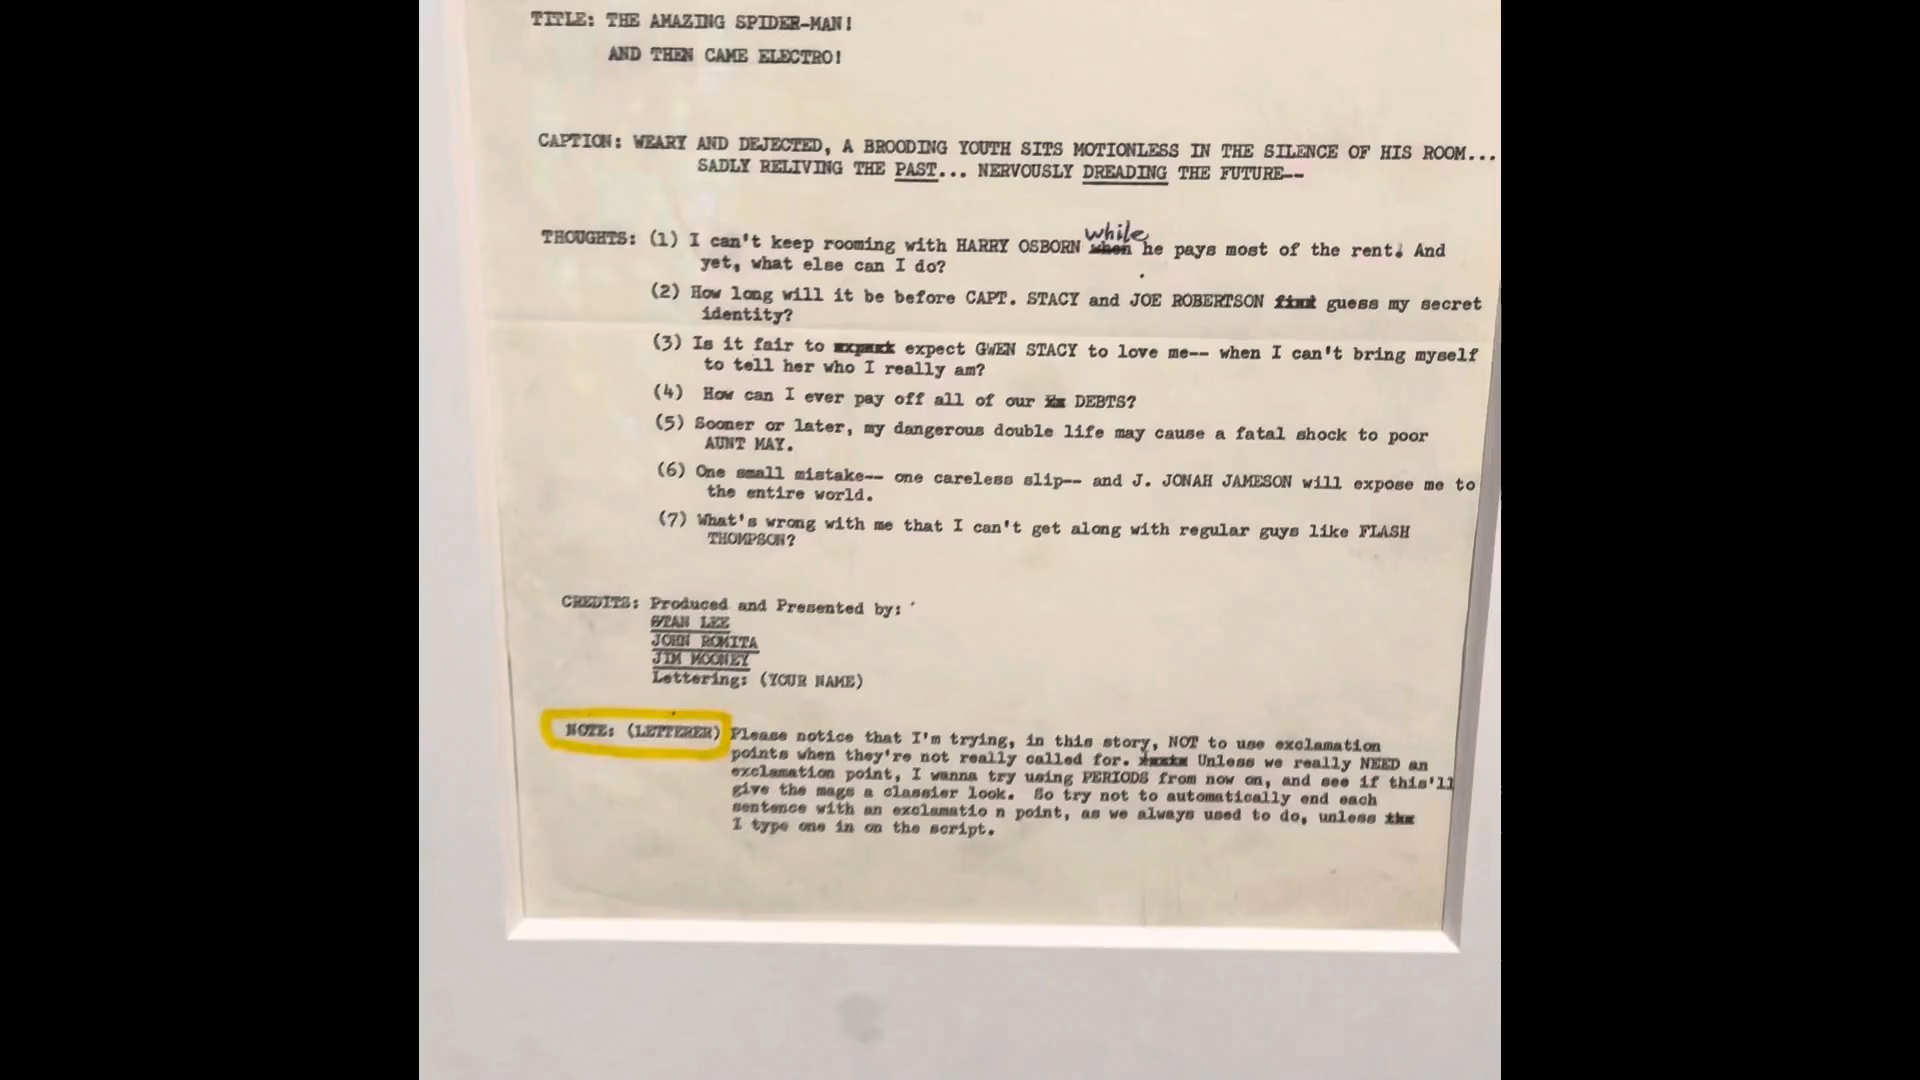 TITLE: THE AMAZING SPIDER-MAN!
AND THEN CAME ELECTRO!
CAPTION: WEARY AND DEJECTED, A BROODING YOUTH SITS MOTIONLESS IN THE SILENCE OF HIS ROOM...
SADLY RELIVING THE PAST... NERVOUSLY DREADING THE FUTURE--
while
THOUGHTS: (1) I can't keep rooming with HARRY OSBORN when he pays most of the rent. And
yet, what else can I do?
(2) How long will it be before CAPT. STACY and JOE ROBERTSON guess my secret
identity?
(3) Is it fair to expect GWEN STACY to love me-- when I can't bring myself
to tell her who I really am?
(4) How can I ever pay off all of our DEBTS?
(5) Sooner or later, my dangerous double life may cause a fatal shock to poor
AUNT MAY.
(6) One small mistake-- one careless slip-- and J. JONAH JAMESON will expose me to
the entire world.
(7) What's wrong with me that I can't get along with regular guys like FLASH
THOMPSON?
CREDITS: Produced and Presented by:
STAN LEE
JOHN ROMITA
JIM MOONEY
Lettering: (YOUR NAME)
NOTE: (LETTERER) Please notice that I'm trying, in this story, NOT to use exclamation
points when they're not really called for. Unless we really NEED an
exclamation point, I wanna try using PERIODS from now on, and see if this'll
give the mags a classier look. So try not to automatically end each
sentence with an exclamatio n point, as we always used to do, unless
I type one in on the script.